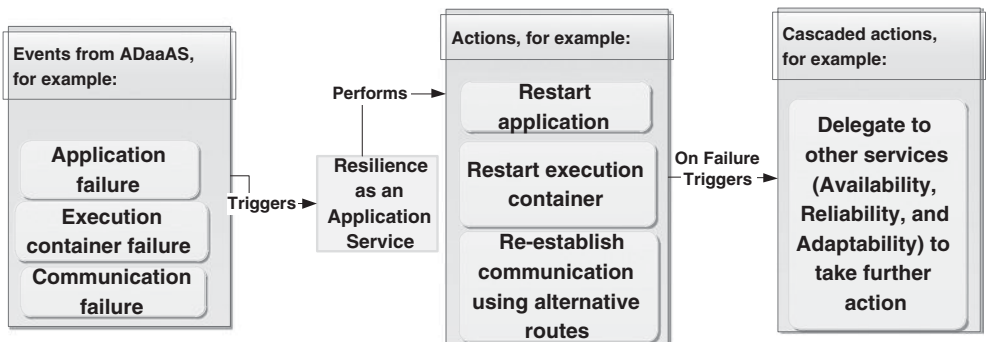 Events from ADaaAS,
for example:
Application
failure
Execution
container failure
Communication
failure
Triggers
Resilience
as an
Application
Service
Performs
Actions, for example:
Restart
application
Restart execution
container
Re-establish
communication
using alternative
routes
On Failure
Triggers
Cascaded actions,
for example:
Delegate to
other services
(Availability,
Reliability, and
Adaptability) to
take further
action